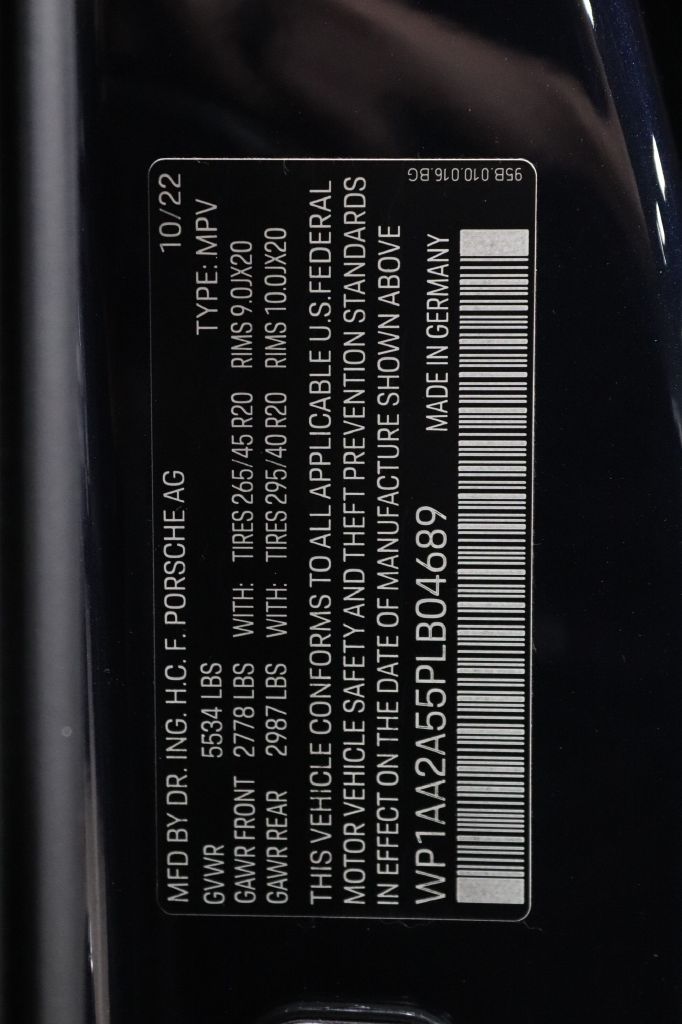 MFD BY DR. ING. H.C. F. PORSCHE AG 10/22
GVWR 5534 LBS TYPE: MPV
GAWR FRONT 2778 LBS WITH: TIRES 265/45 R20 RIMS 9.0JX20
GAWR REAR 2987 LBS WITH: TIRES 295/40 R20 RIMS 10.0JX20
THIS VEHICLE CONFORMS TO ALL APPLICABLE U.S.FEDERAL
MOTOR VEHICLE SAFETY AND THEFT PREVENTION STANDARDS
IN EFFECT ON THE DATE OF MANUFACTURE SHOWN ABOVE
WP1AA2A55PLB04689 MADE IN GERMANY
95B.010.016.BG